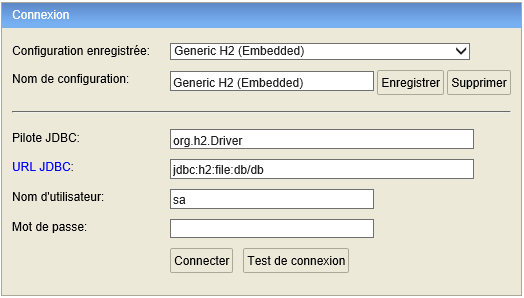 Connexion
Configuration enregistrée: Generic H2 (Embedded)
Nom de configuration: Generic H2 (Embedded) Enregistrer Supprimer
Pilote JDBC: org.h2.Driver
URL JDBC: jdbc:h2:file:db/db
Nom d'utilisateur: sa
Mot de passe:
Connecter Test de connexion